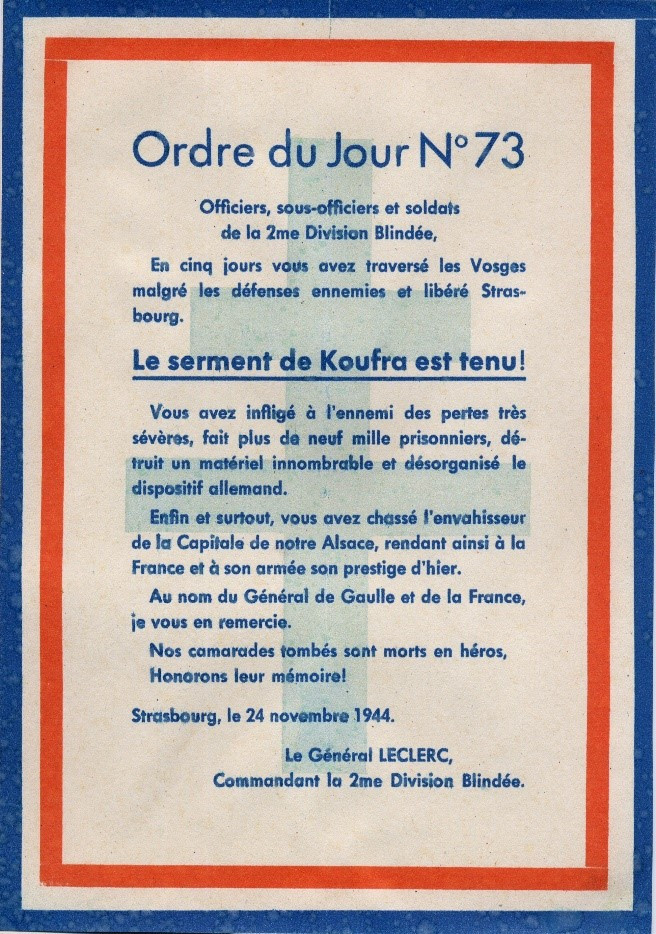 Ordre du Jour Nº 73
Officiers, sous-officiers et soldats
de la 2me Division Blindée,
En cinq jours vous avez traversé les Vosges
malgré les défenses ennemies et libéré Stras-
bourg.
Le serment de Koufra est tenu!
Vous avez infligé à l'ennemi des pertes très
sévères, fait plus de neuf mille prisonniers, dé-
truit un matériel innombrable et désorganisé le
dispositif allemand.
Enfin et surtout, vous avez chassé l'envahisseur
de la Capitale de notre Alsace, rendant ainsi à la
France et à son armée son prestige d'hier.
Au nom du Général de Gaulle et de la France,
je vous en remercie.
Nos camarades tombés sont morts en héros,
Honorons leur mémoire!
Strasbourg, le 24 novembre 1944.
Le Général LECLERC,
Commandant la 2me Division Blindée.